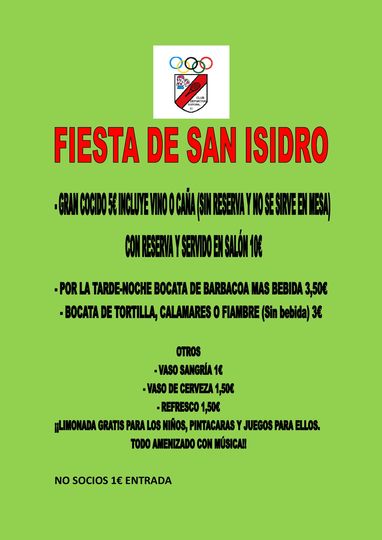 CLUB
FIESTA DE SAN ISIDRO
- GRAN COCIDO 5€ INCLUYE VINO O CAÑA (SIN RESERVA Y NO SE SIRVE EN MESA)
CON RESERVA Y SERVIDO EN SALÓN 10€
- POR LA TARDE-NOCHE BOCATA DE BARBACOA MAS BEBIDA 3,50€
- BOCATA DE TORTILLA, CALAMARES O FIAMBRE (Sin bebida) 3€
OTROS
- VASO SANGRÍA 1€
- VASO DE CERVEZA 1,50€
- REFRESCO 1,50€
¡¡LIMONADA GRATIS PARA LOS NIÑOS, PINTACARAS Y JUEGOS PARA ELLOS.
TODO AMENIZADO CON MÚSICA!!
NO SOCIOS 1€ ENTRADA